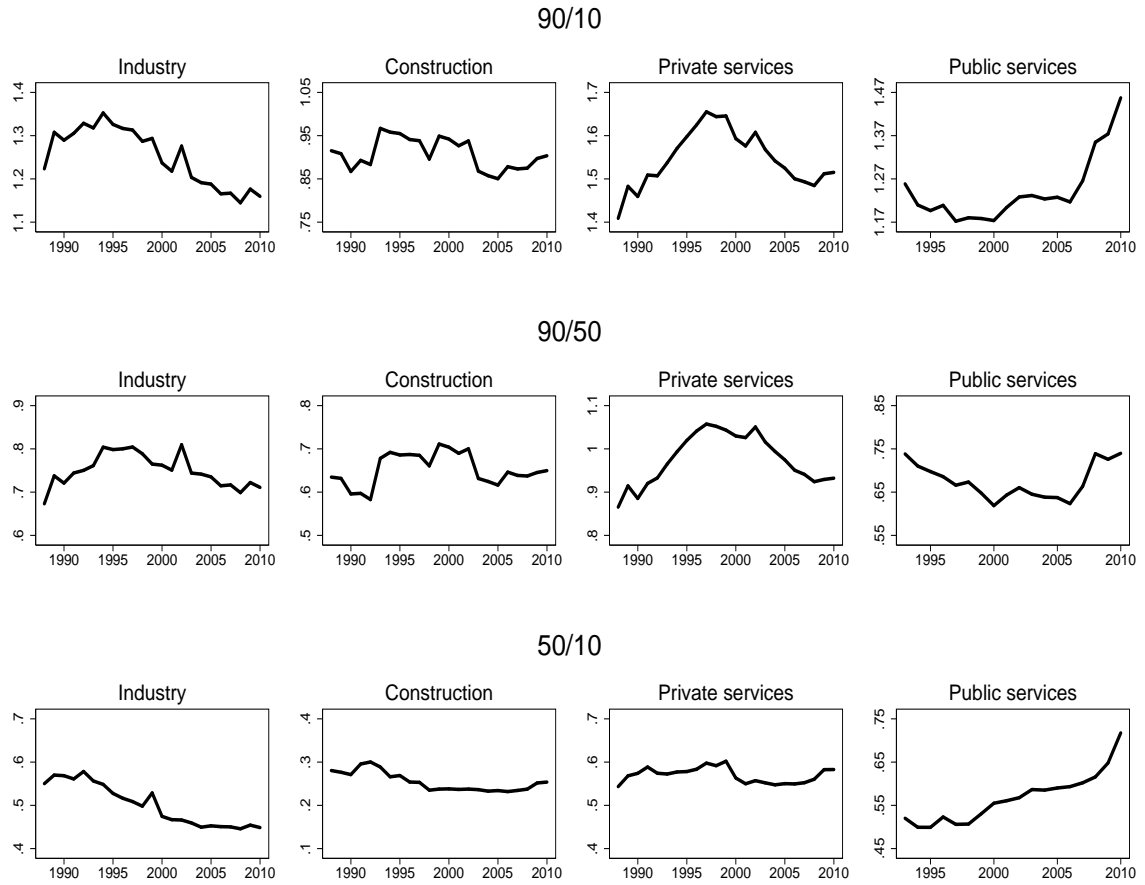 90/10
Industry Construction Private services Public services
1.4 1.05 1.7 1.47
1.3 .95 1.6 1.37
1.2 .85 1.5 1.27
1.1 .75 1.4 1.17
1990 1995 2000 2005 2010 1990 1995 2000 2005 2010 1990 1995 2000 2005 2010 1995 2000 2005 2010
90/50
Industry Construction Private services Public services
.9 .8 1.1 .85
.8 .7 1 .75
.7 .6 .9 .65
.6 .5 .8 .55
1990 1995 2000 2005 2010 1990 1995 2000 2005 2010 1990 1995 2000 2005 2010 1995 2000 2005 2010
50/10
Industry Construction Private services Public services
.7 .4 .7 .75
.6 .3 .6 .65
.5 .2 .5 .55
.4 .1 .4 .45
1990 1995 2000 2005 2010 1990 1995 2000 2005 2010 1990 1995 2000 2005 2010 1995 2000 2005 2010